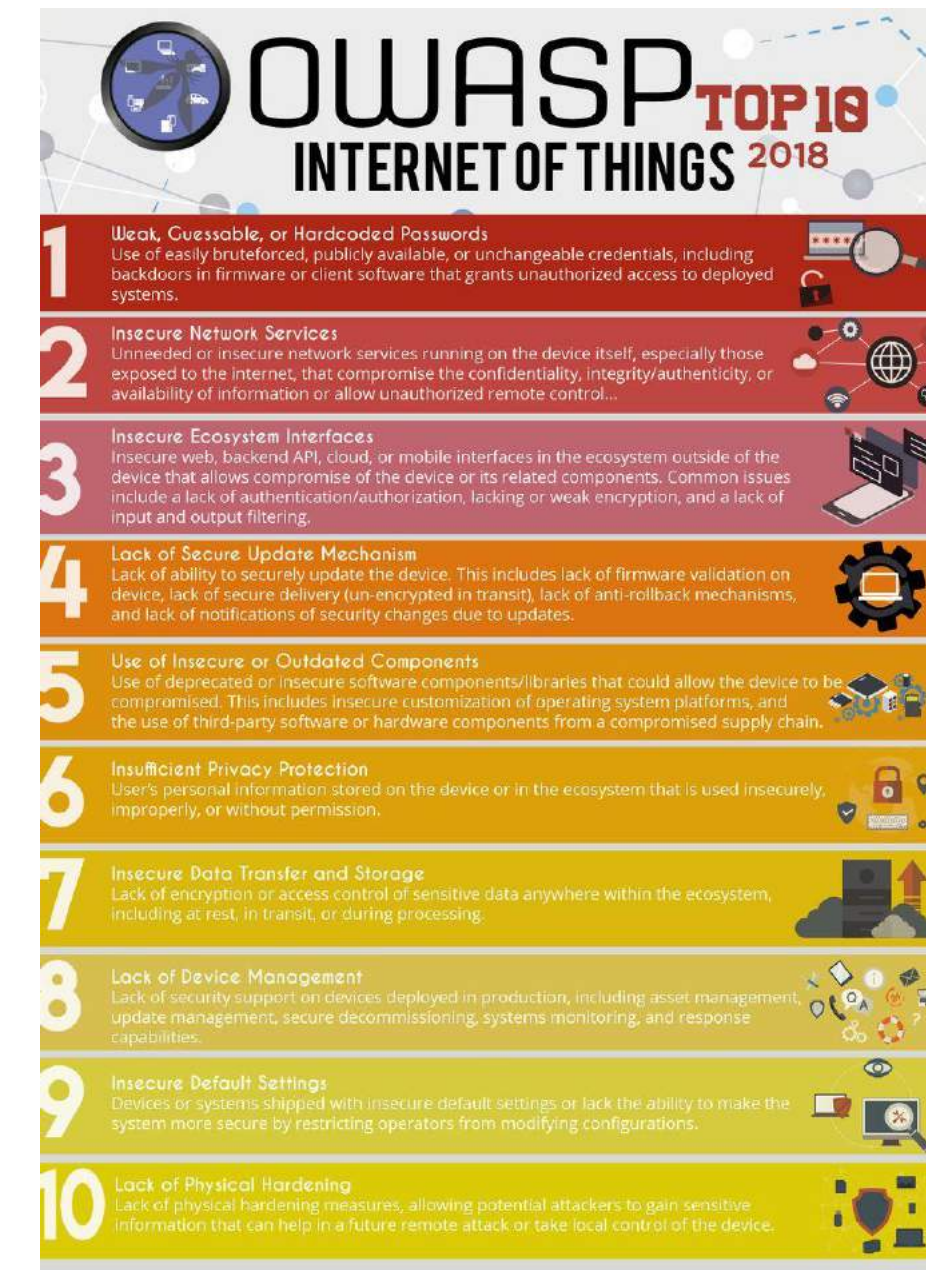 OWASP TOP 10
INTERNET OF THINGS 2018
1
Weak, Guessable, or Hardcoded Passwords
Use of easily bruteforced, publicly available, or unchangeable credentials, including
backdoors in firmware or client software that grants unauthorized access to deployed
systems.
2
Insecure Network Services
Unneeded or insecure network services running on the device itself, especially those
exposed to the internet, that compromise the confidentiality, integrity/authenticity, or
availability of information or allow unauthorized remote control...
3
Insecure Ecosystem Interfaces
Insecure web, backend API, cloud, or mobile interfaces in the ecosystem outside of the
device that allows compromise of the device or its related components. Common issues
include a lack of authentication/authorization, lacking or weak encryption, and a lack of
input and output filtering.
4
Lack of Secure Update Mechanism
Lack of ability to securely update the device. This includes lack of firmware validation on
device, lack of secure delivery (un-encrypted in transit), lack of anti-rollback mechanisms,
and lack of notifications of security changes due to updates.
5
Use of Insecure or Outdated Components
Use of deprecated or insecure software components/libraries that could allow the device to be
compromised. This includes insecure customization of operating system platforms, and
the use of third-party software or hardware components from a compromised supply chain.
6
Insufficient Privacy Protection
User's personal information stored on the device or in the ecosystem that is used insecurely,
improperly, or without permission.
7
Insecure Data Transfer and Storage
Lack of encryption or access control of sensitive data anywhere within the ecosystem,
including at rest, in transit, or during processing.
8
Lack of Device Management
Lack of security support on devices deployed in production, including asset management,
update management, secure decommissioning, systems monitoring, and response
capabilities.
Q A
9
Insecure Default Settings
Devices or systems shipped with insecure default settings or lack the ability to make the
system more secure by restricting operators from modifying configurations.
10
Lack of Physical Hardening
Lack of physical hardening measures, allowing potential attackers to gain sensitive
information that can help in a future remote attack or take local control of the device.